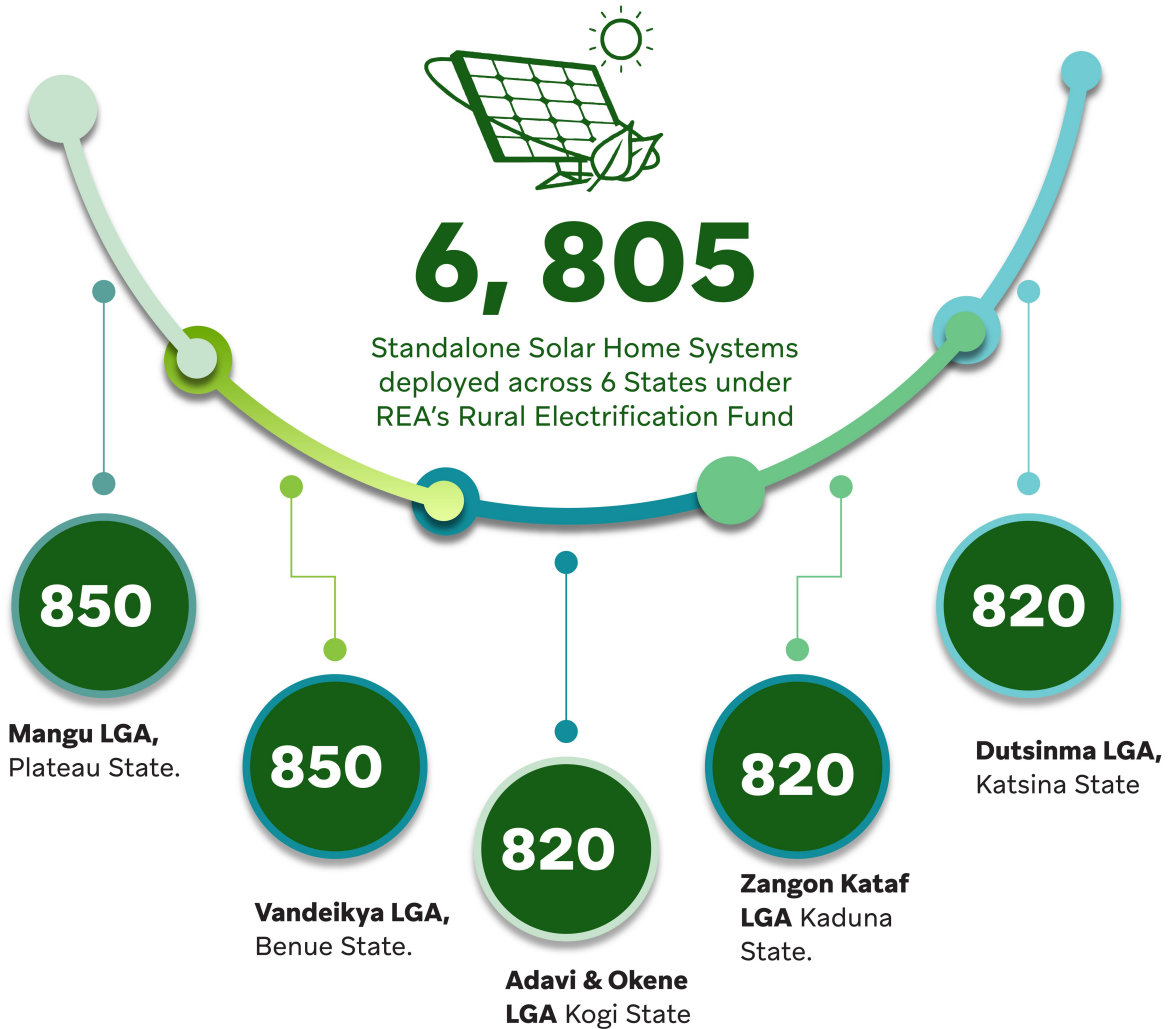 6, 805
Standalone Solar Home Systems
deployed across 6 States under
REA's Rural Electrification Fund
850
Mangu LGA,
Plateau State.
850
Vandeikya LGA,
Benue State.
820
Adavi & Okene
LGA Kogi State
820
Zangon Kataf
LGA Kaduna
State.
820
Dutsinma LGA,
Katsina State